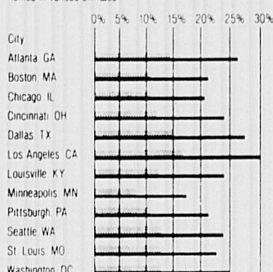 0% 5% 10% 15% 20% 25% 30%
City
Atlanta GA
Boston MA
Chicago IL
Cincinnati OH
Dallas TX
Los Angeles CA
Louisville KY
Minneapolis MN
Pittsburgh PA
Seattle WA
St Louis MO
Washington DC